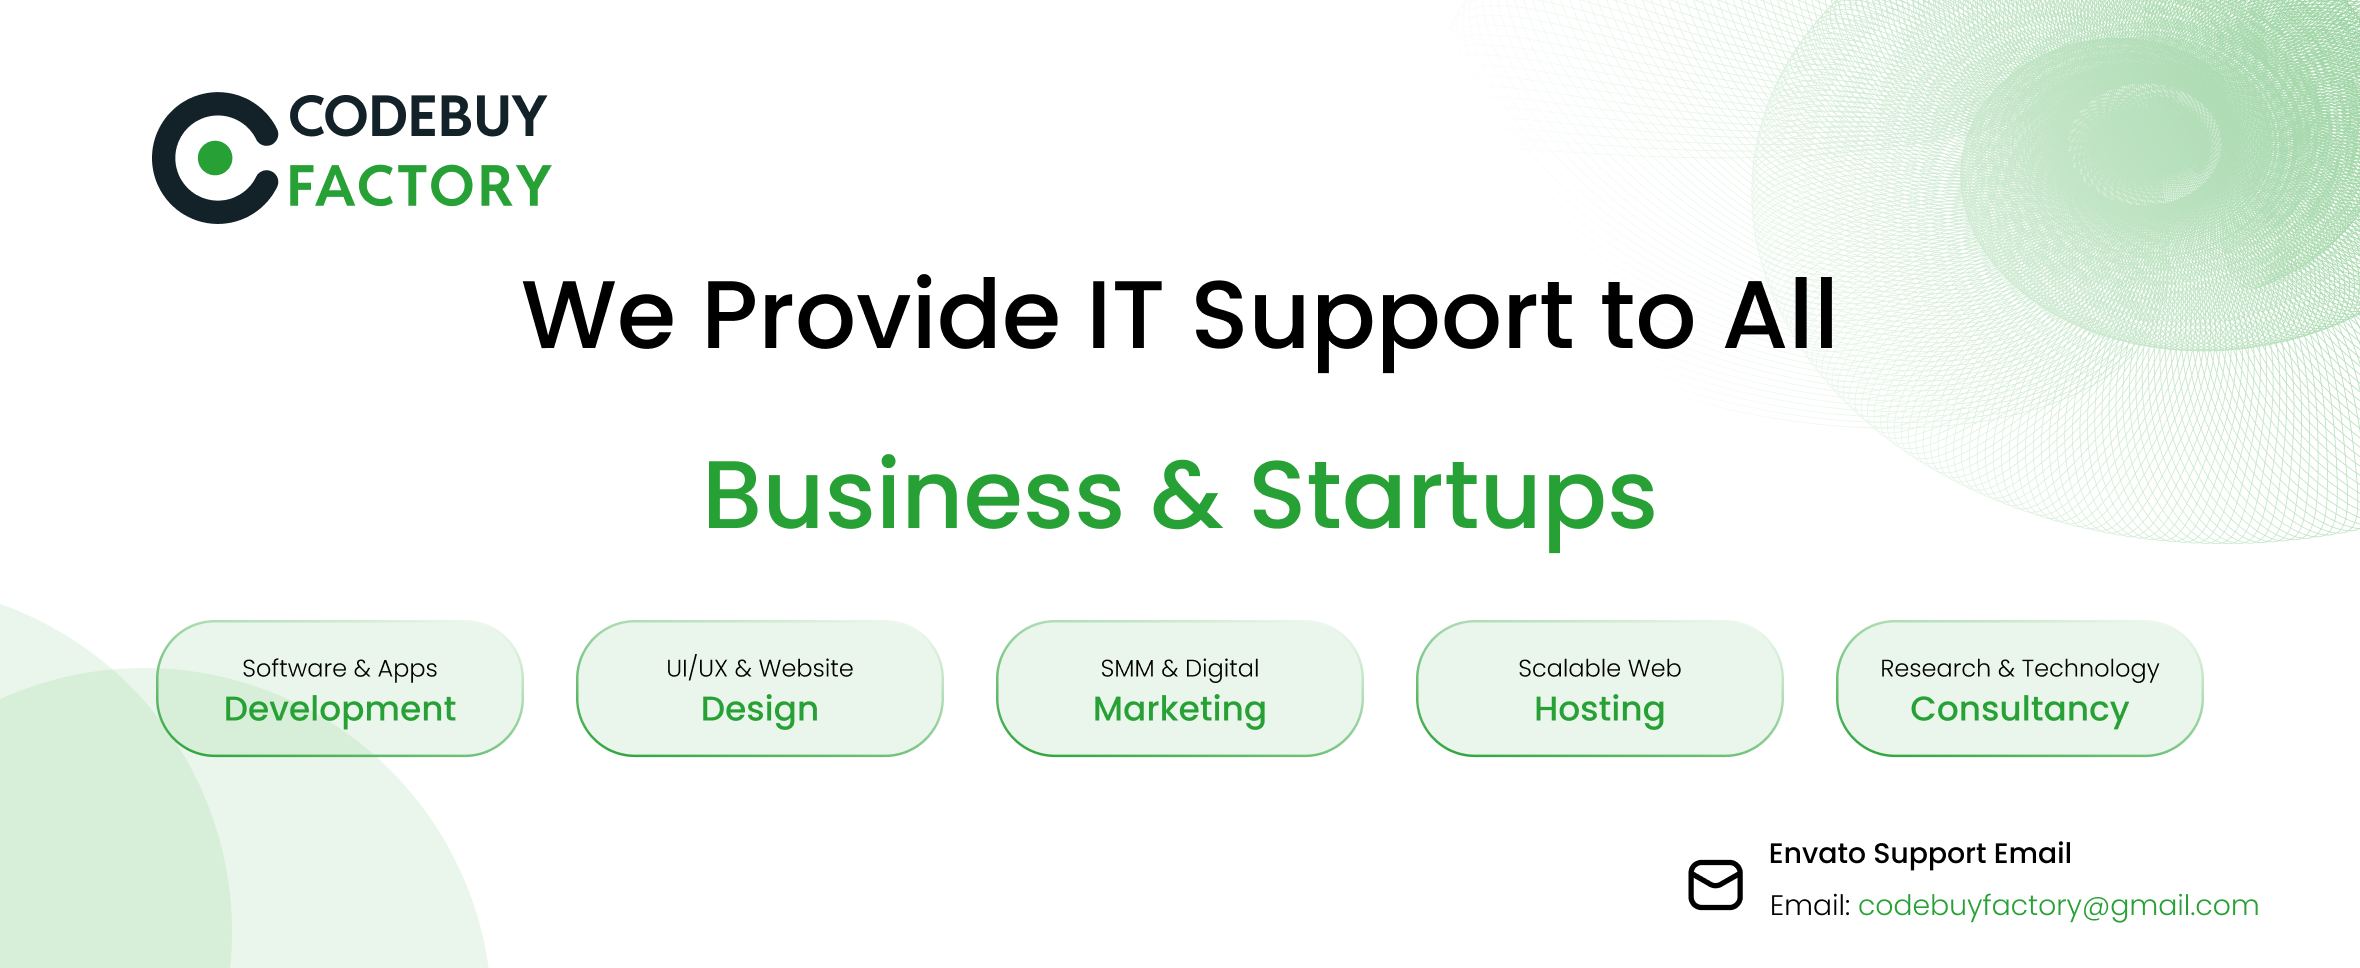 CODEBUY
FACTORY
We Provide IT Support to All
Business & Startups
Software & Apps
Development
UI/UX & Website
Design
SMM & Digital
Marketing
Scalable Web
Hosting
Research & Technology
Consultancy
Envato Support Email
Email: codebuyfactory@gmail.com